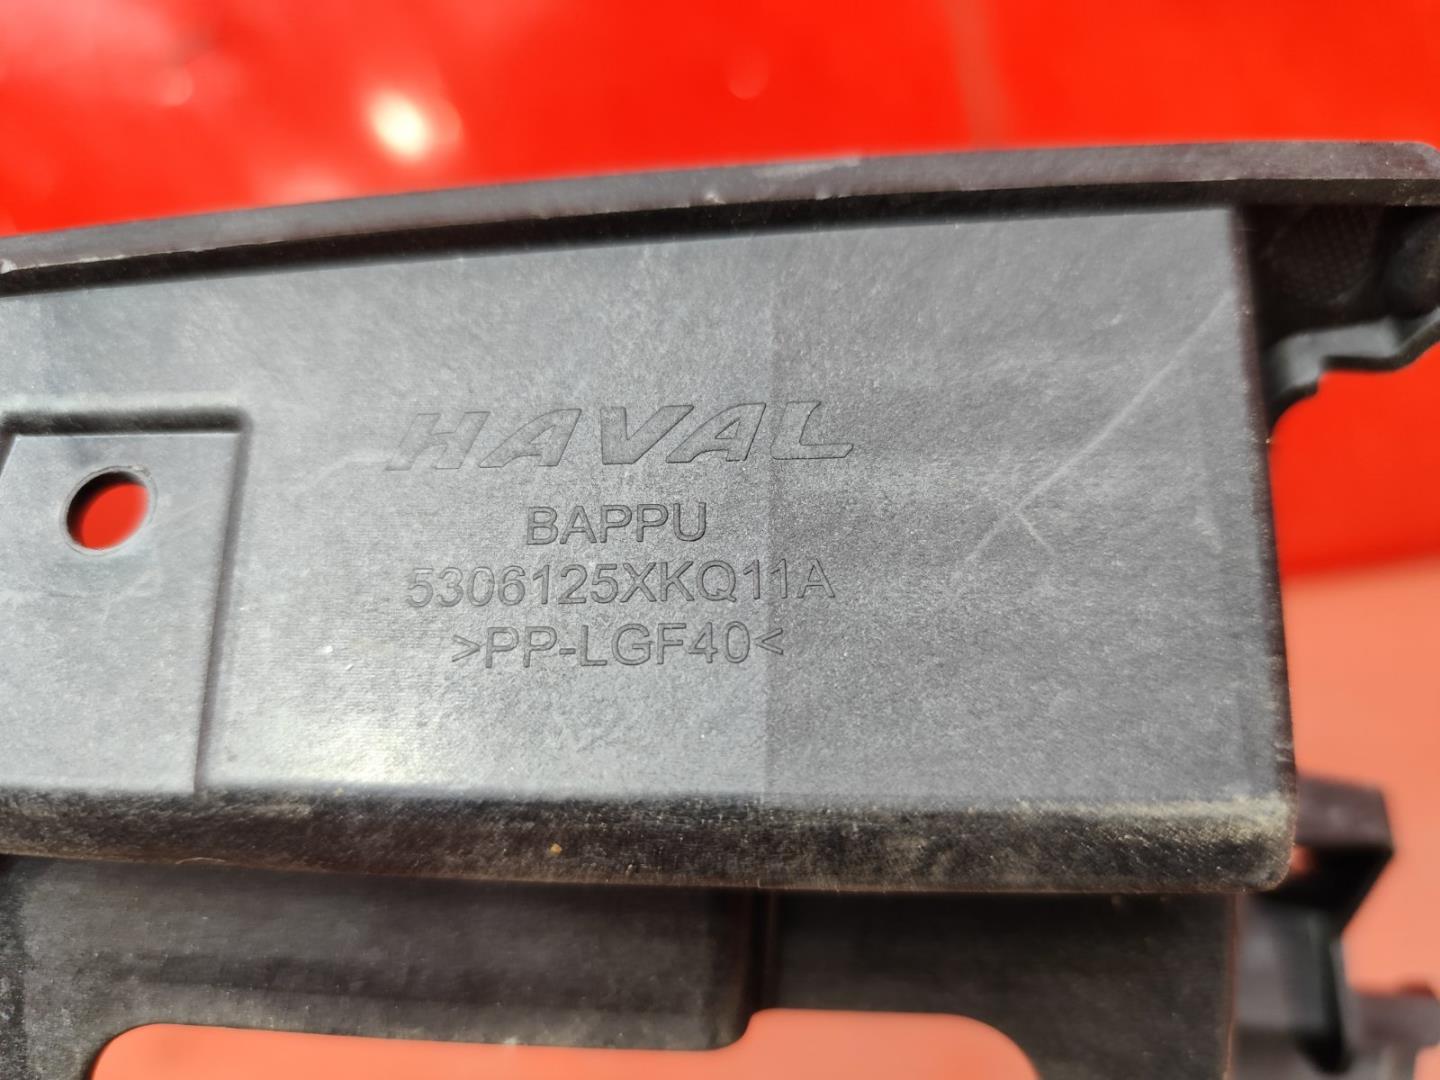 HAVAL
BAPPU
5306125XKQ11A
>PP-LGF40<